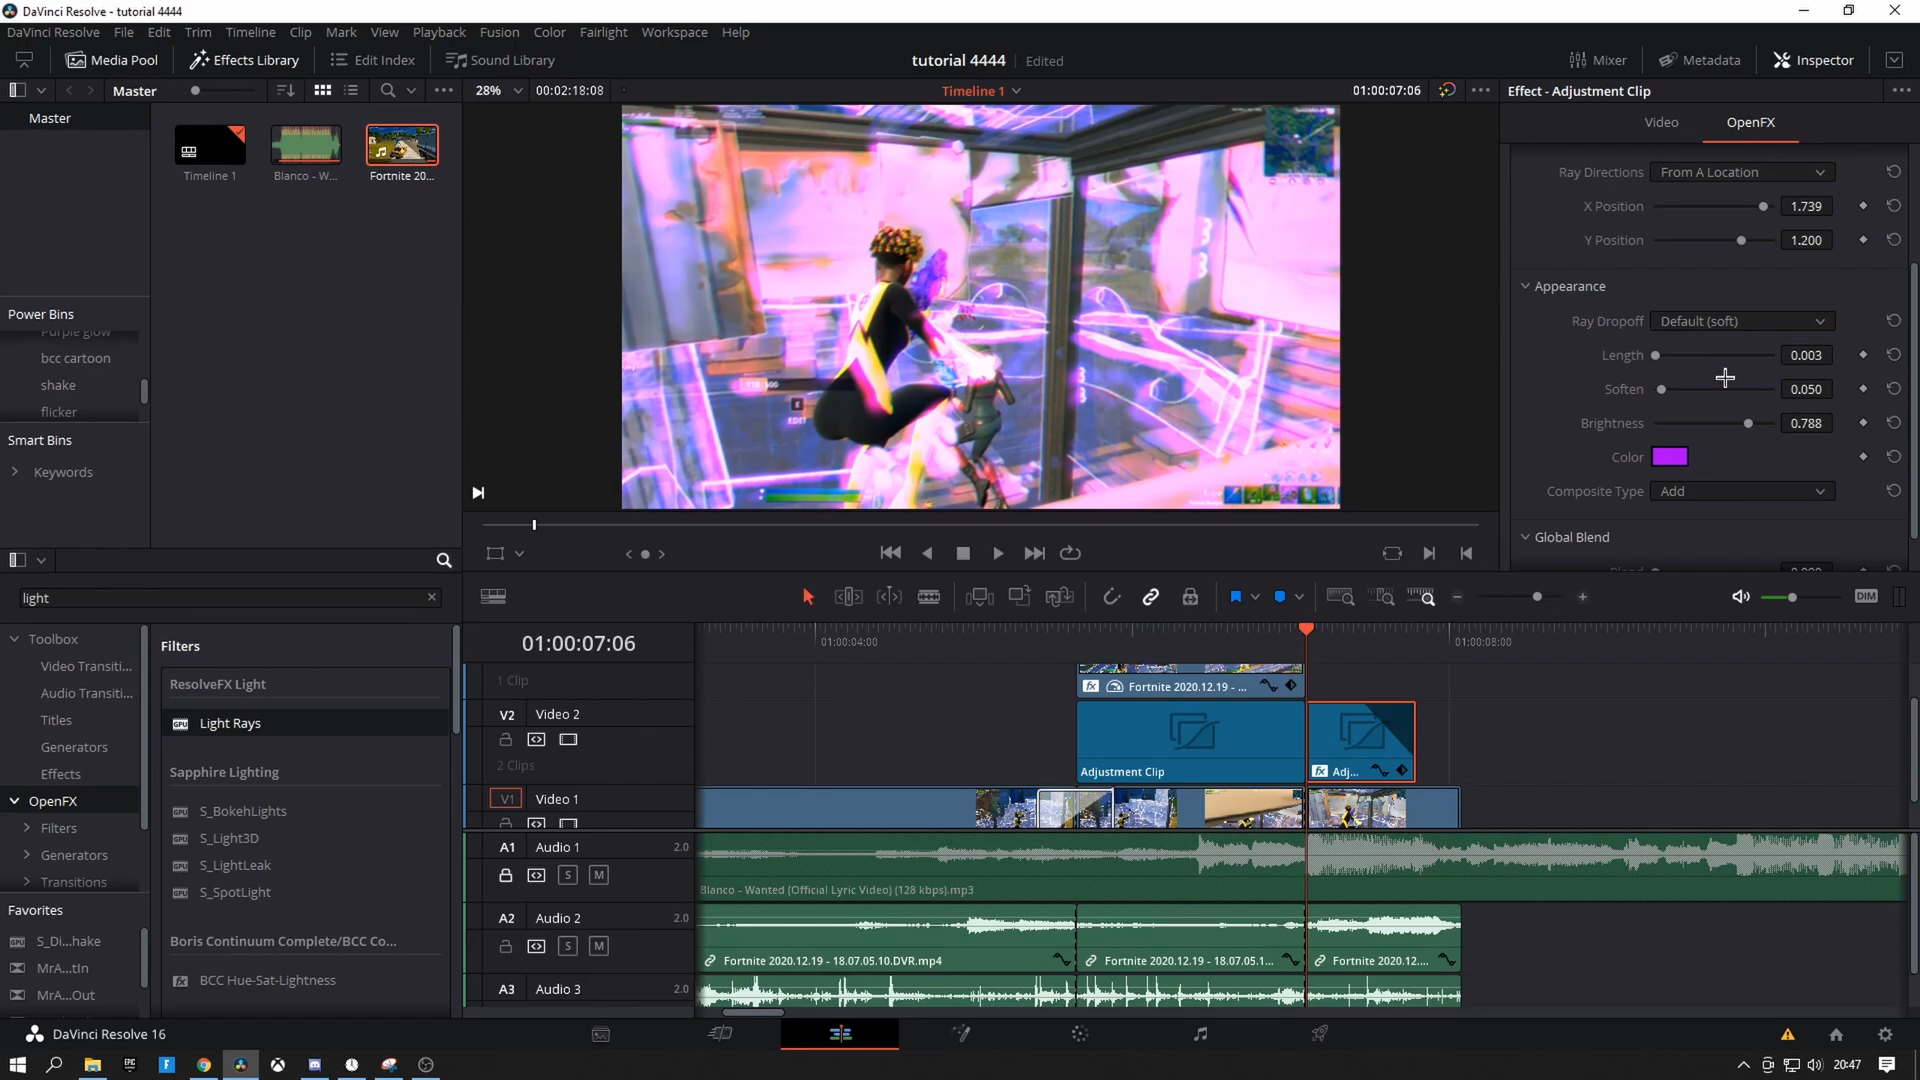 DaVinci Resolve - tutorial 4444
DaVinci Resolve File Edit Trim Timeline Clip Mark View Playback Fusion Color Fairlight Workspace Help
Media Pool Effects Library Edit Index Sound Library tutorial 4444 Edited Mixer Metadata Inspector
Master 28% 00:02:18:08 Timeline 1 01:00:07:06 Effect - Adjustment Clip
Master
Video OpenFX
Timeline 1 Blanco - W... Fortnite 20...
Ray Directions From A Location
X Position 1.739
Y Position 1.200
Appearance
Ray Dropoff Default (soft)
Length 0.003
Soften 0.050
Brightness 0.788
Color
Composite Type Add
Global Blend
Power Bins
Purple glow
bcc cartoon
shake
flicker
Smart Bins
Keywords
EDIT
light
DIM
Toolbox
Video Transiti...
Audio Transiti...
Titles
Generators
Effects
OpenFX
Filters
Generators
Transitions
Favorites
S_Di...hake
MrA...tIn
MrA...Out
Filters
ResolveFX Light
Light Rays
Sapphire Lighting
S_BokehLights
S_Light3D
S_LightLeak
S_SpotLight
Boris Continuum Complete/BCC Co...
BCC Hue-Sat-Lightness
01:00:07:06
01:00:04:00 01:00:08:00
1 Clip
Fortnite 2020.12.19 - ...
V2 Video 2
2 Clips
Adjustment Clip Adj...
V1 Video 1
A1 Audio 1 2.0
S M
Blanco - Wanted (Official Lyric Video) (128 kbps).mp3
A2 Audio 2 2.0
S M
Fortnite 2020.12.19 - 18.07.05.10.DVR.mp4 Fortnite 2020.12.19 - 18.07.05.1... Fortnite 2020.12....
A3 Audio 3 2.0
DaVinci Resolve 16
EPIC
20:47